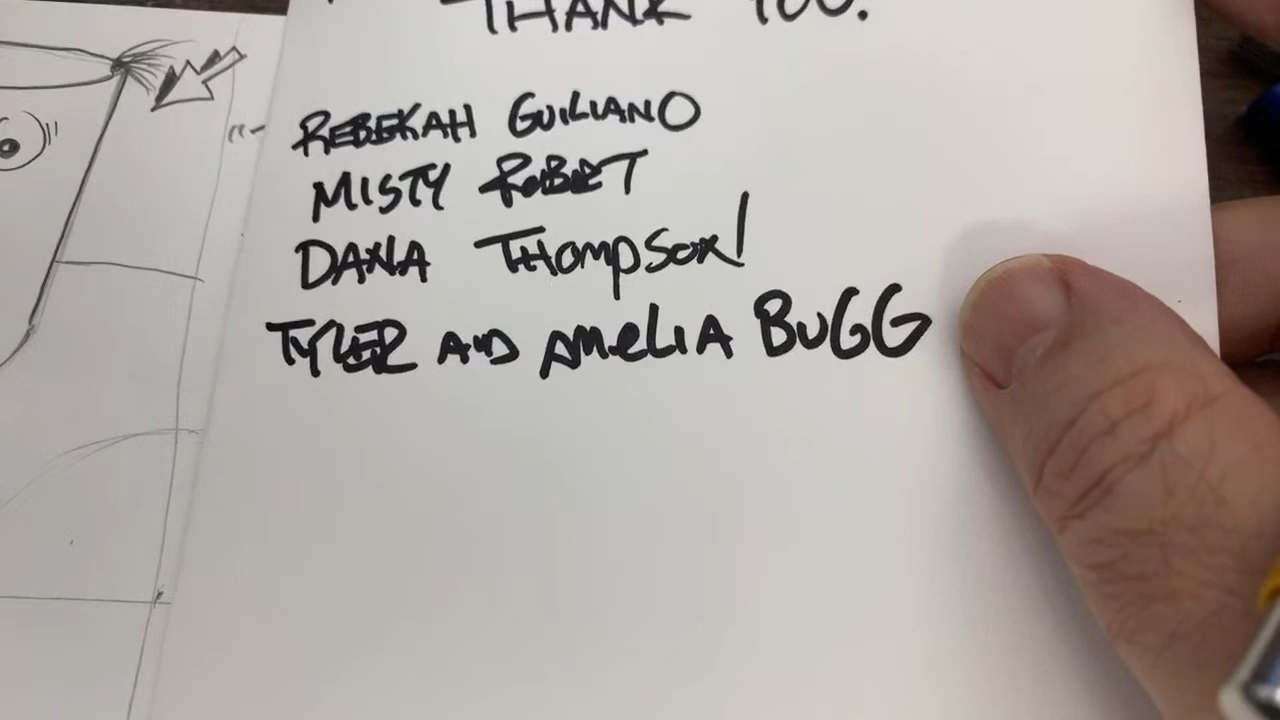 THANK YOU.
REBEKAH GUILIANO
MISTY ROBERT
DANA THOMPSON!
TYLER AND AMELIA BUGG